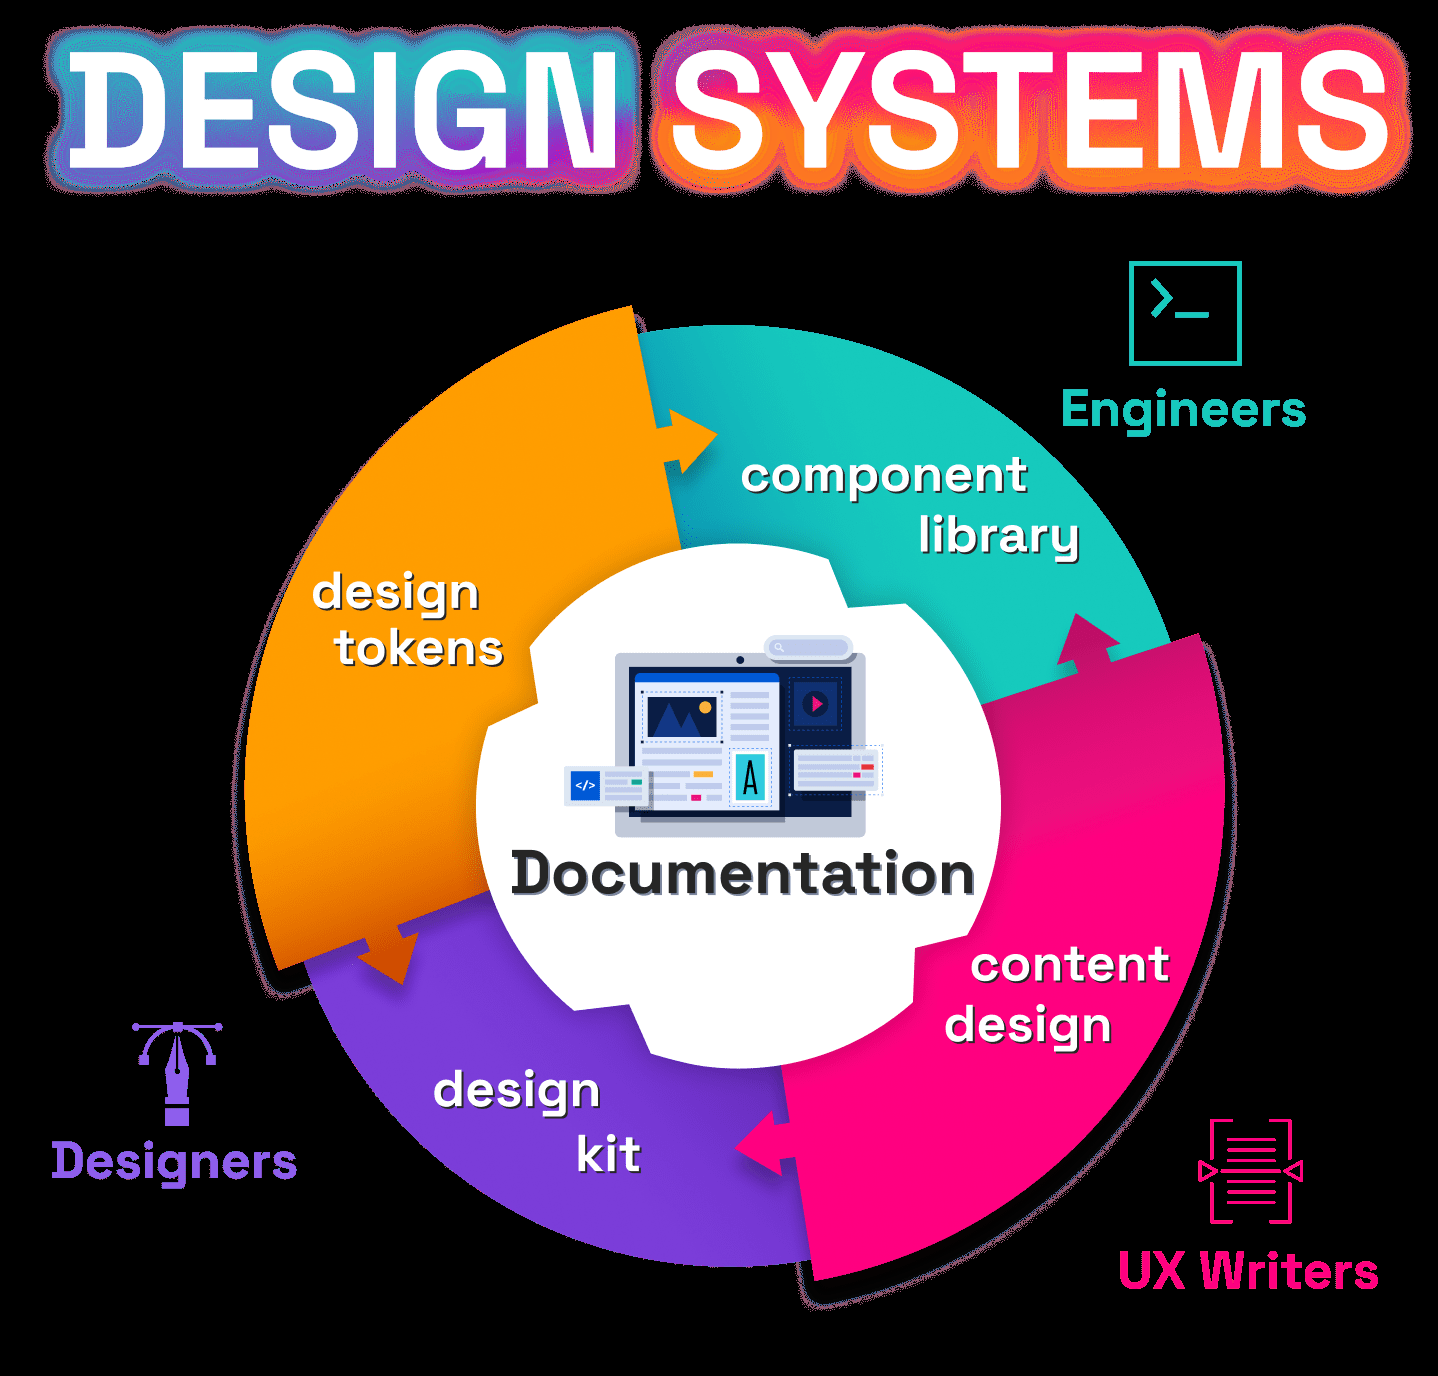 DESIGN SYSTEMS
Engineers
component
library
design
tokens
</>
A
Documentation
content
design
design
kit
Designers
UX Writers